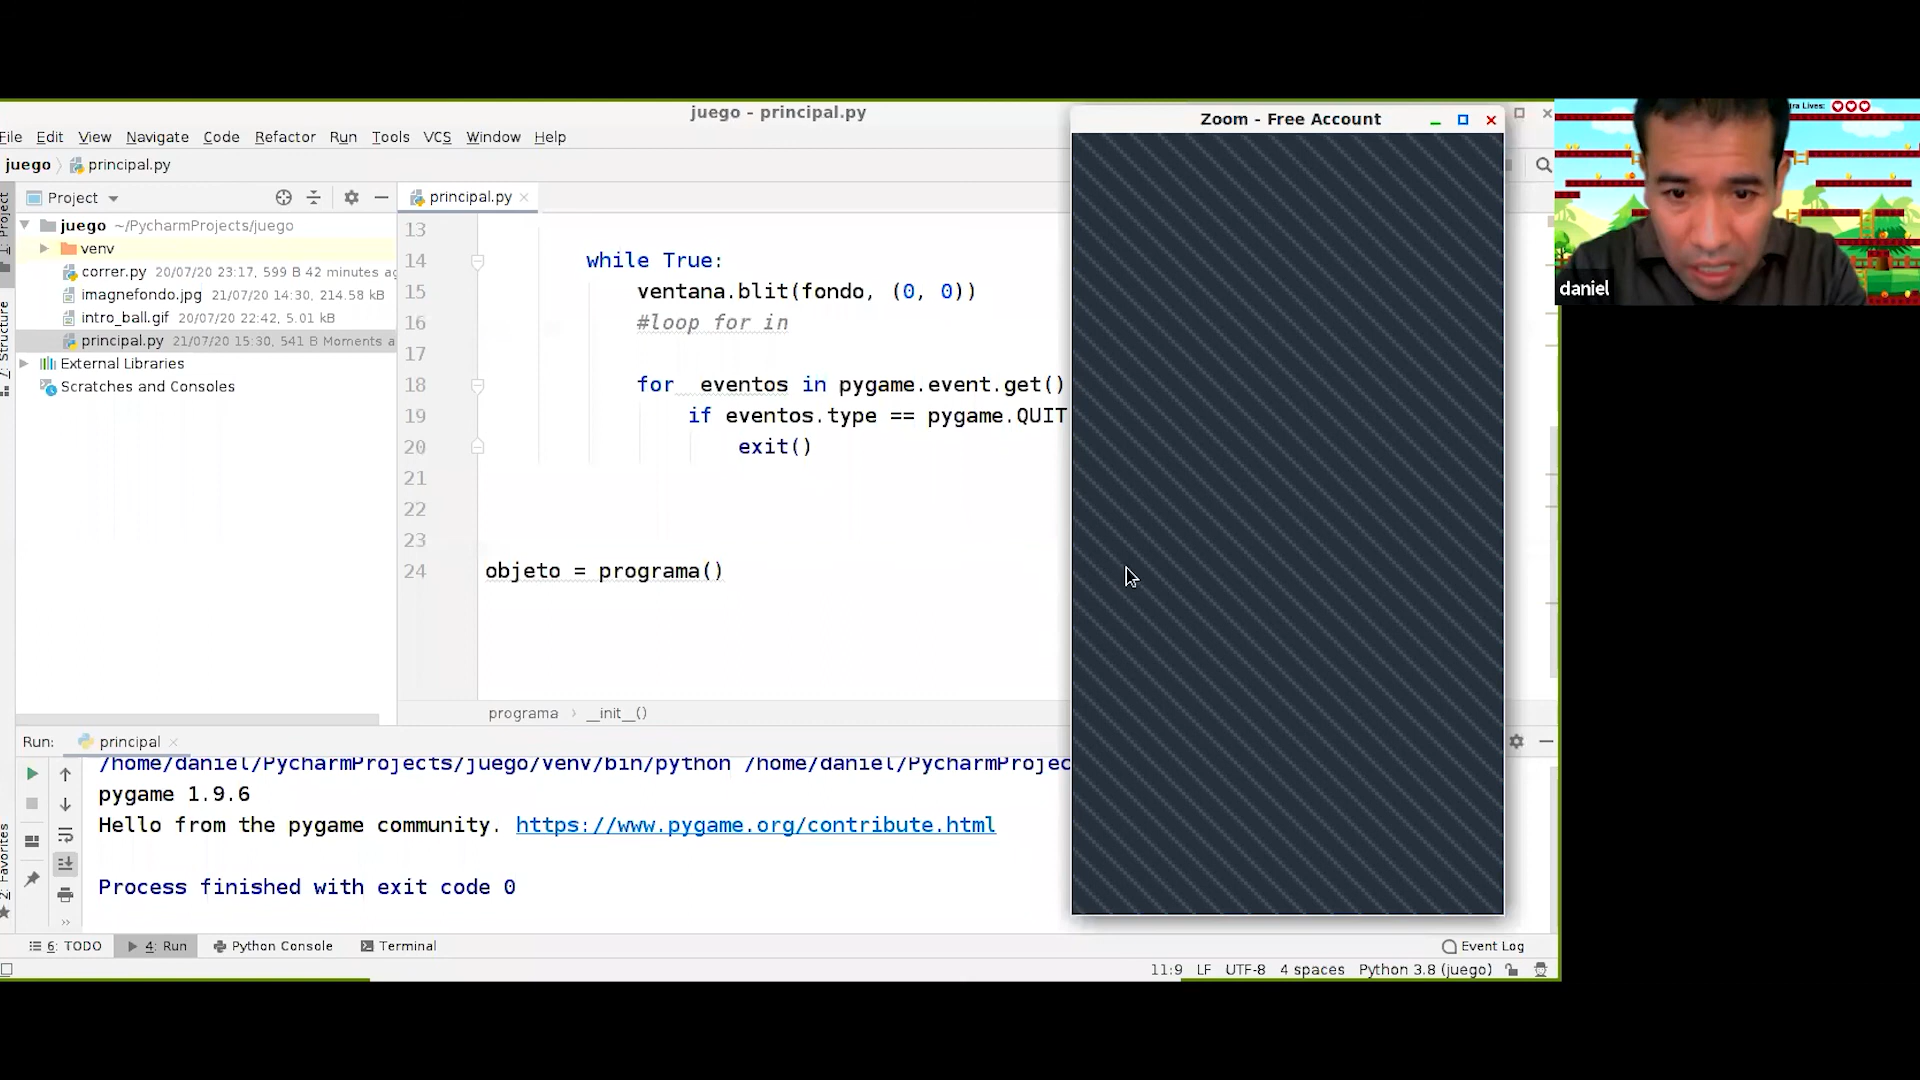 juego - principal.py
File Edit View Navigate Code Refactor Run Tools VCS Window Help
juego principal.py
Project
principal.py
juego ~/PycharmProjects/juego
venv
correr.py 20/07/20 23:17, 599 B 42 minutes ag
imagnefondo.jpg 21/07/20 14:30, 214.58 kB
intro_ball.gif 20/07/20 22:42, 5.01 kB
principal.py 21/07/20 15:30, 541 B Moments a
External Libraries
Scratches and Consoles
1: Project
7: Structure
2: Favorites
13
14 while True:
15 ventana.blit(fondo, (0, 0))
16 #loop for in
17
18 for eventos in pygame.event.get()
19 if eventos.type == pygame.QUIT
20 exit()
21
22
23
24 objeto = programa()
programa › __init__()
Zoom - Free Account
Lives:
daniel
Run: principal
/home/daniel/PycharmProjects/juego/venv/bin/python /home/daniel/PycharmProjec
pygame 1.9.6
Hello from the pygame community. https://www.pygame.org/contribute.html
Process finished with exit code 0
6: TODO 4: Run Python Console Terminal Event Log
11:9 LF UTF-8 4 spaces Python 3.8 (juego)